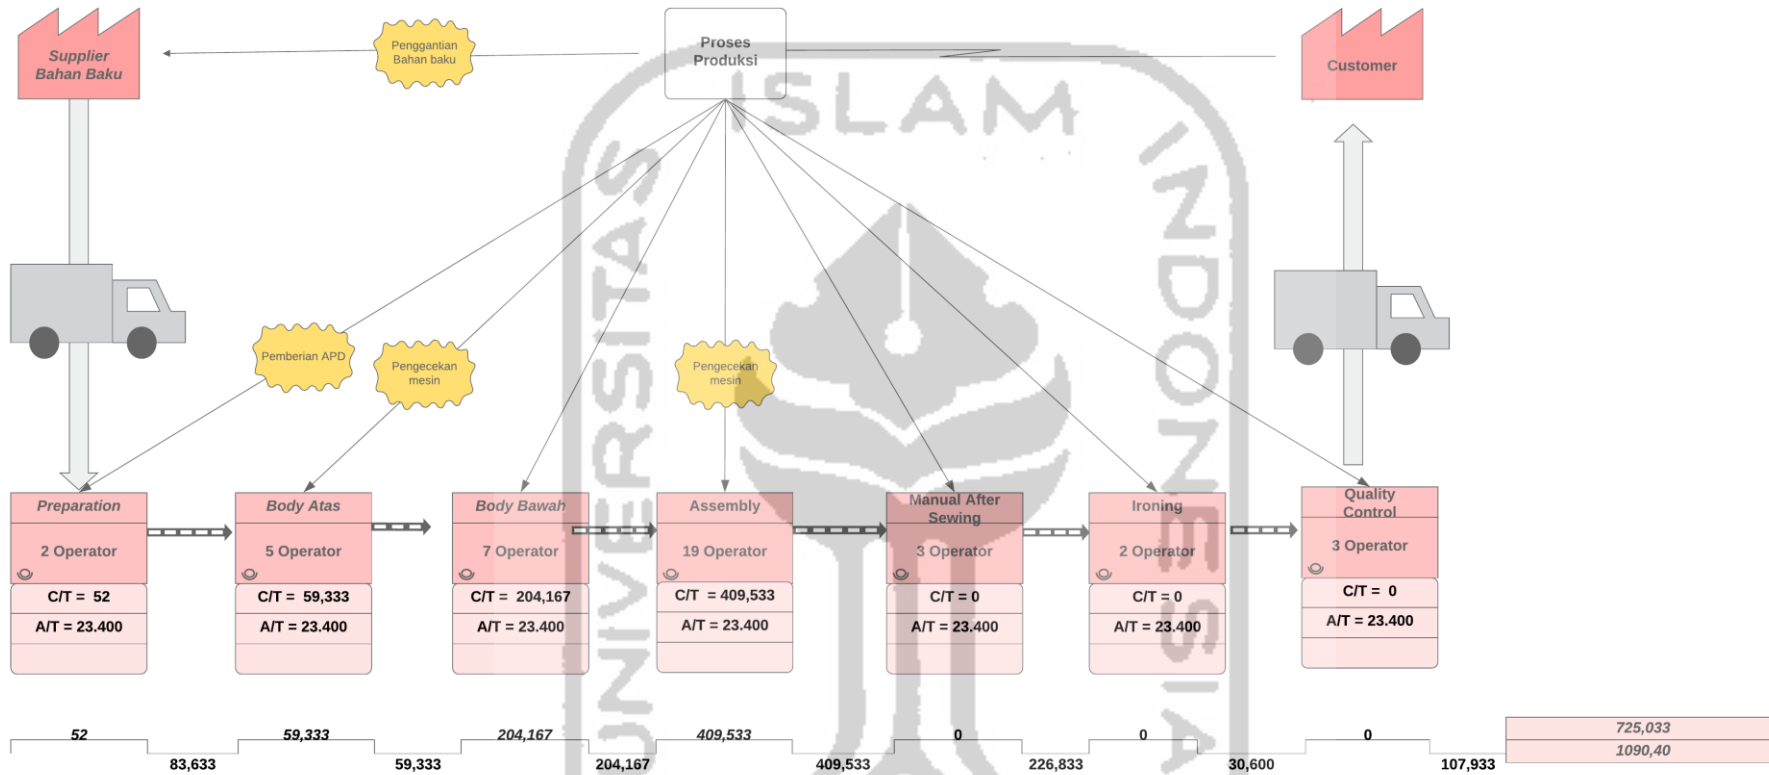 Supplier
Bahan Baku
Penggantian
Bahan baku
Proses
Produksi
Customer
UNIVERSITAS
ISLAM
INDONESIA
Pemberian APD
Pengecekan
mesin
Pengecekan
mesin
Preparation
2 Operator
C/T = 52
A/T = 23.400
Body Atas
5 Operator
C/T = 59,333
A/T = 23.400
Body Bawah
7 Operator
C/T = 204,167
A/T = 23.400
Assembly
19 Operator
C/T = 409,533
A/T = 23.400
Manual After
Sewing
3 Operator
C/T = 0
A/T = 23.400
Ironing
2 Operator
C/T = 0
A/T = 23.400
Quality
Control
3 Operator
C/T = 0
A/T = 23.400
52 59,333 204,167 409,533 0 0 0 725,033
1090,40
83,633 59,333 204,167 409,533 226,833 30,600 107,933